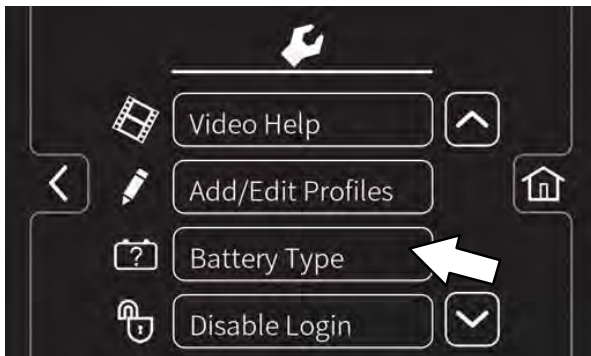 Video Help
Add/Edit Profiles
Battery Type
Disable Login